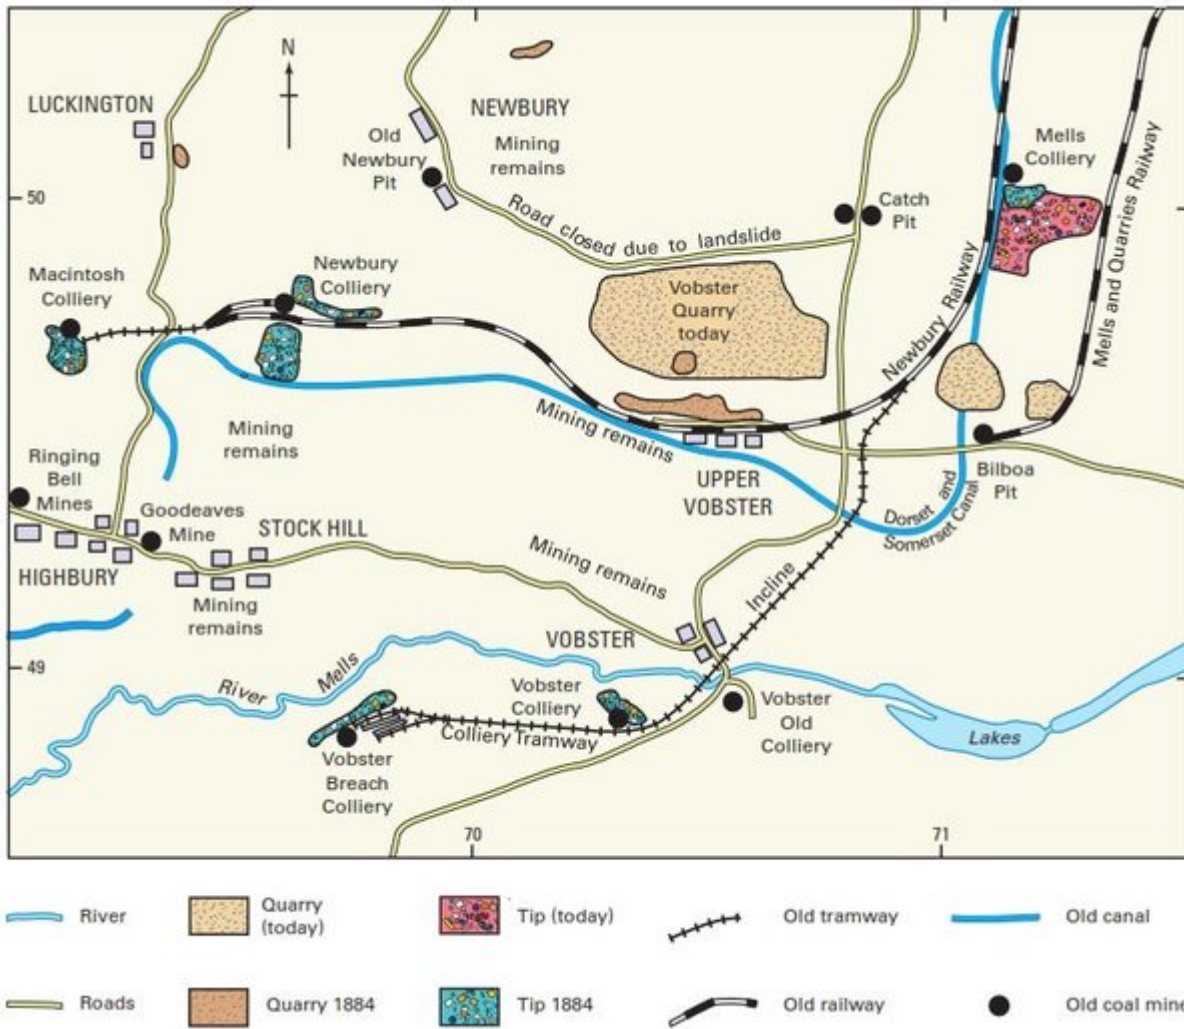 N
LUCKINGTON
NEWBURY
Mining
remains
Old
Newbury
Pit
Mells
Colliery
50
Road closed due to landslide
Catch
Pit
Mells and Quarries Railway
Macintosh
Colliery
Newbury
Colliery
Vobster
Quarry
today
Newbury Railway
Mining remains
Mining
remains
Ringing
Bell
Mines
Goodeaves
Mine
STOCK HILL
UPPER
VOBSTER
Bilboa
Pit
Dorset and
Somerset Canal
HIGHBURY
Mining
remains
Mining remains
Incline
VOBSTER
49
River Mells
Vobster
Colliery
Colliery Tramway
Vobster
Old
Colliery
Lakes
Vobster
Breach
Colliery
70
71
River
Quarry
(today)
Tip (today)
Old tramway
Old canal
Roads
Quarry 1884
Tip 1884
Old railway
Old coal mine